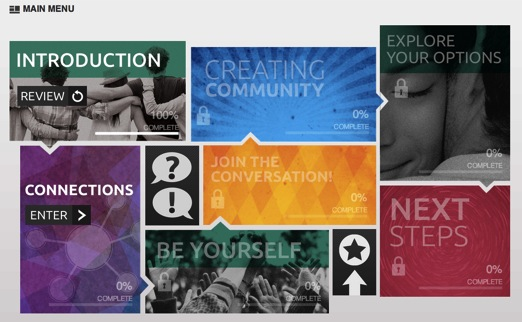 MAIN MENU
INTRODUCTION
REVIEW
100%
COMPLETE
CREATING
COMMUNITY
0%
COMPLETE
EXPLORE
YOUR OPTIONS
0%
COMPLETE
CONNECTIONS
ENTER
0%
COMPLETE
?
!
JOIN THE
CONVERSATION!
0%
COMPLETE
BE YOURSELF
0%
COMPLETE
NEXT
STEPS
0%
COMPLETE